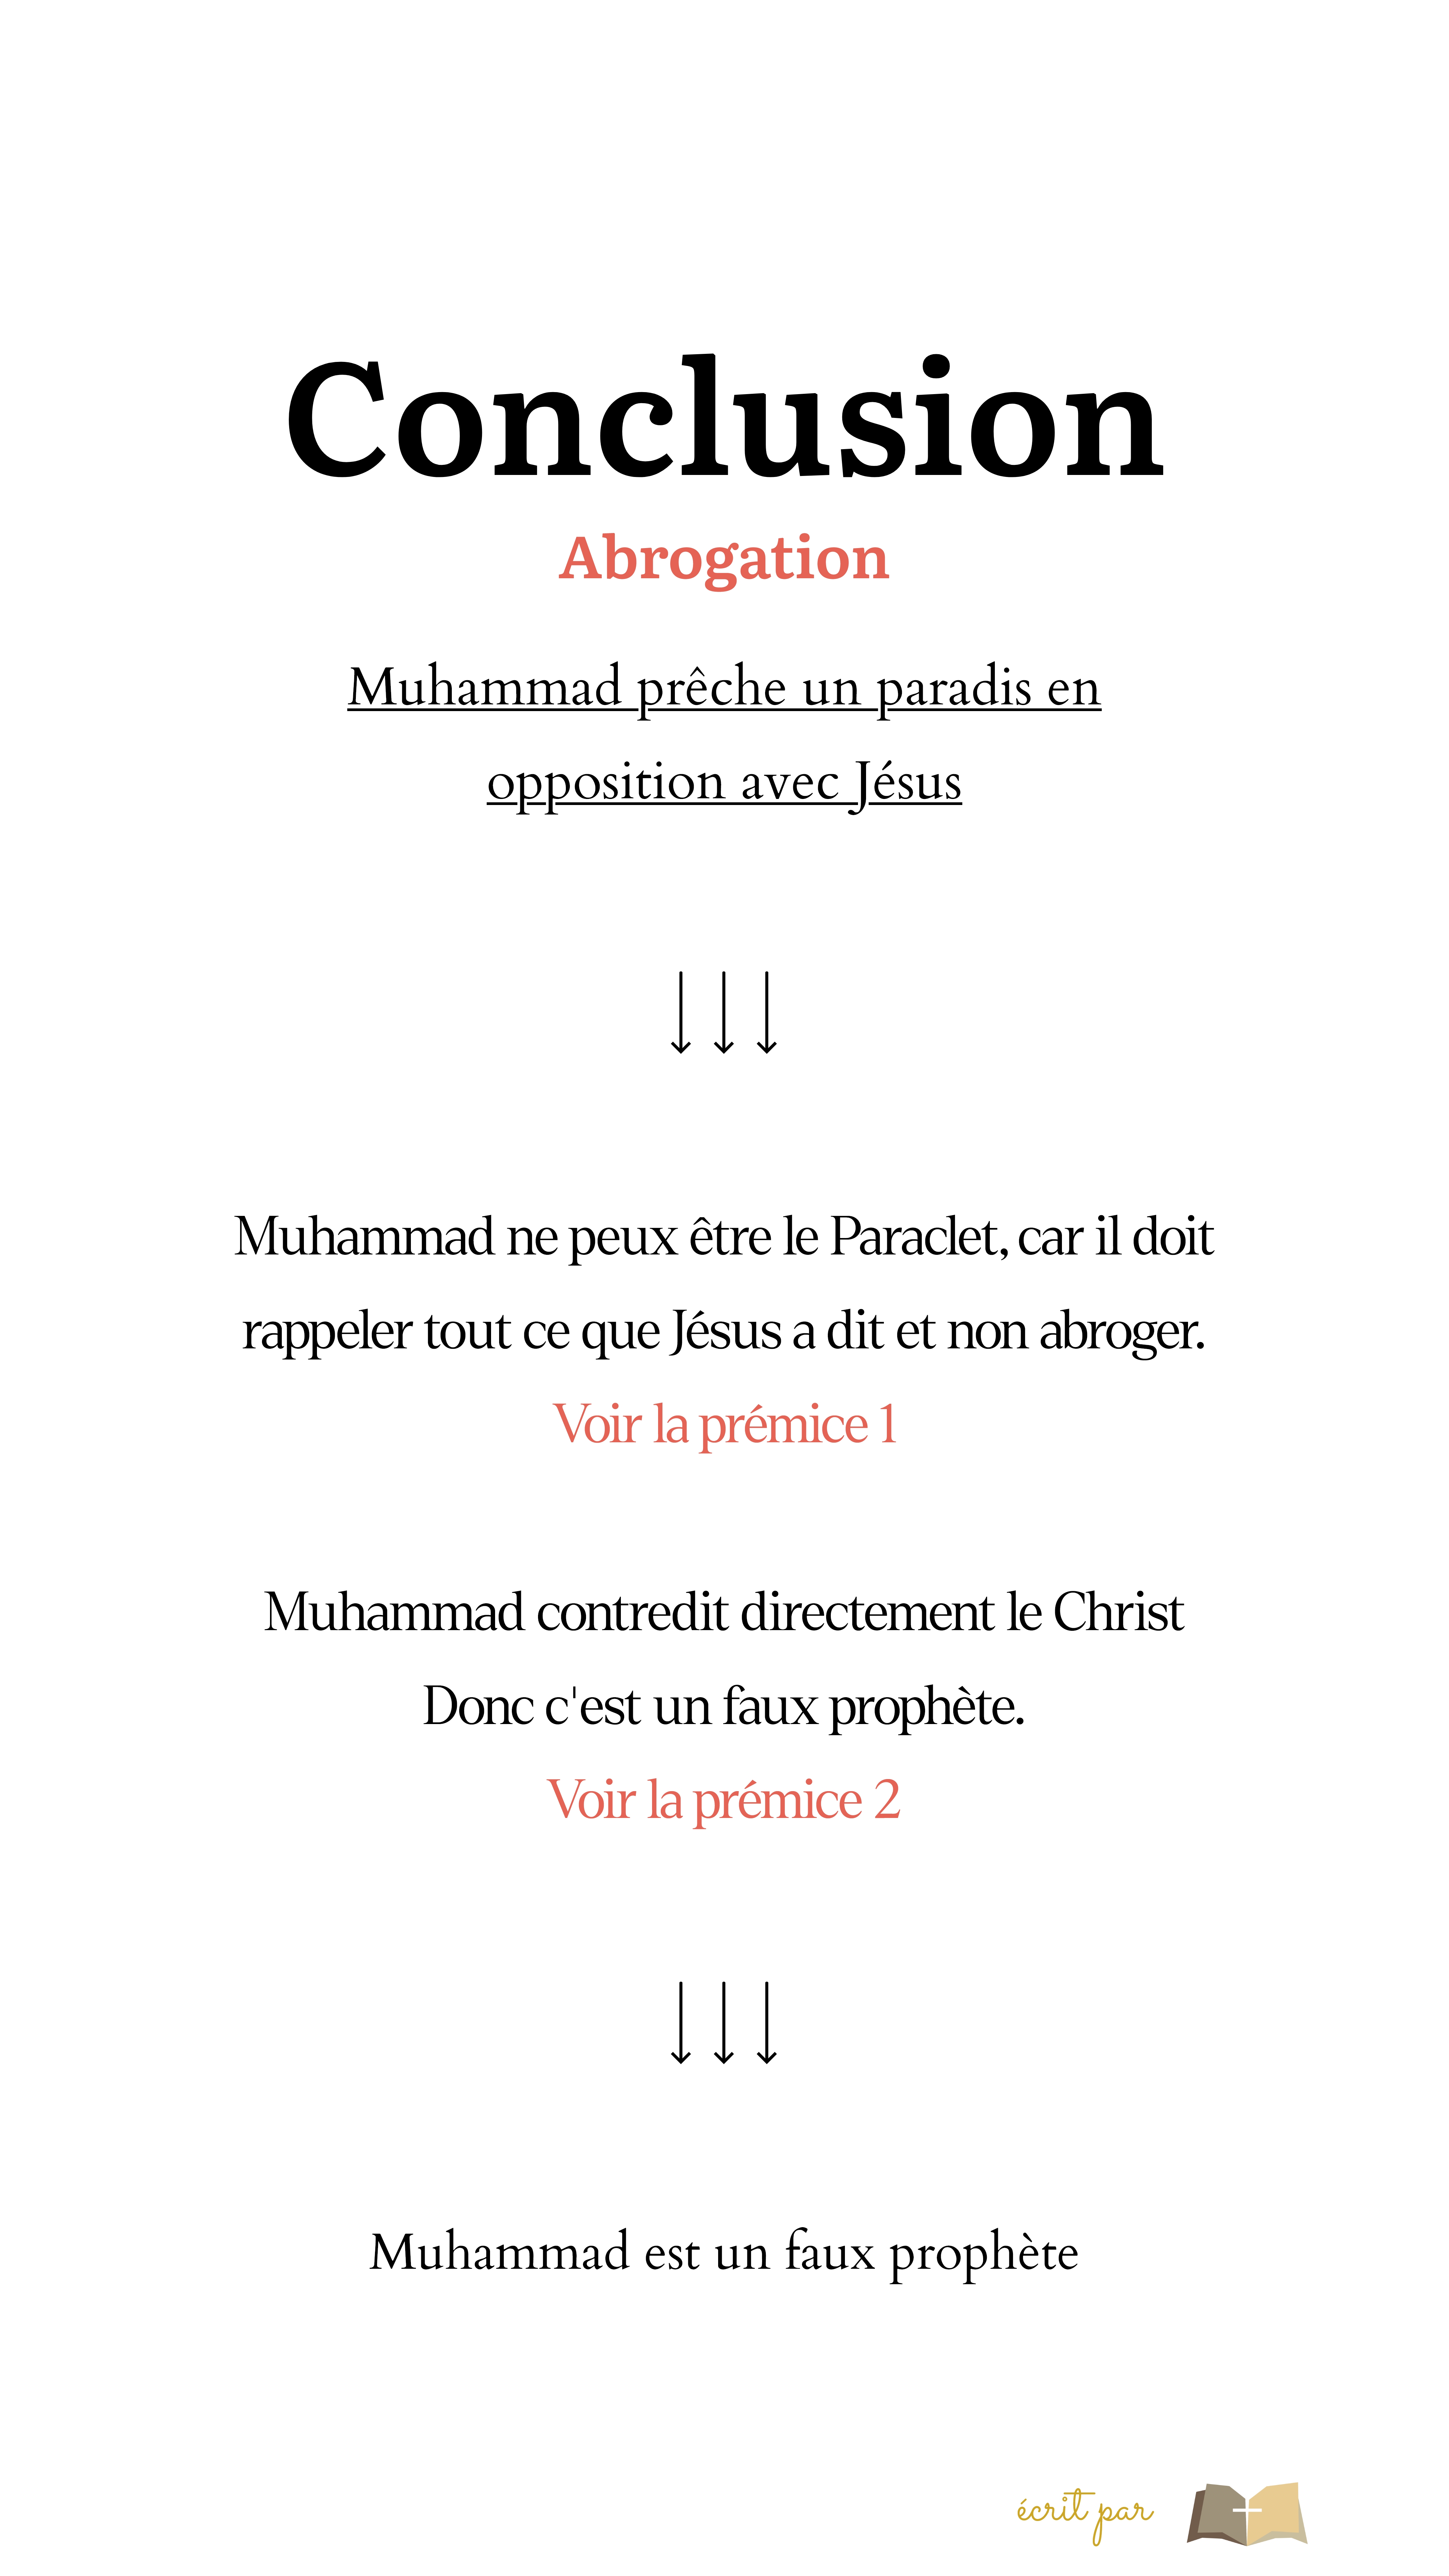 Conclusion
Abrogation
Muhammad prêche un paradis en
opposition avec Jésus
Muhammad ne peux être le Paraclet, car il doit
rappeler tout ce que Jésus a dit et non abroger.
Voir la prémice 1
Muhammad contredit directement le Christ
Donc c'est un faux prophète.
Voir la prémice 2
Muhammad est un faux prophète
écrit par